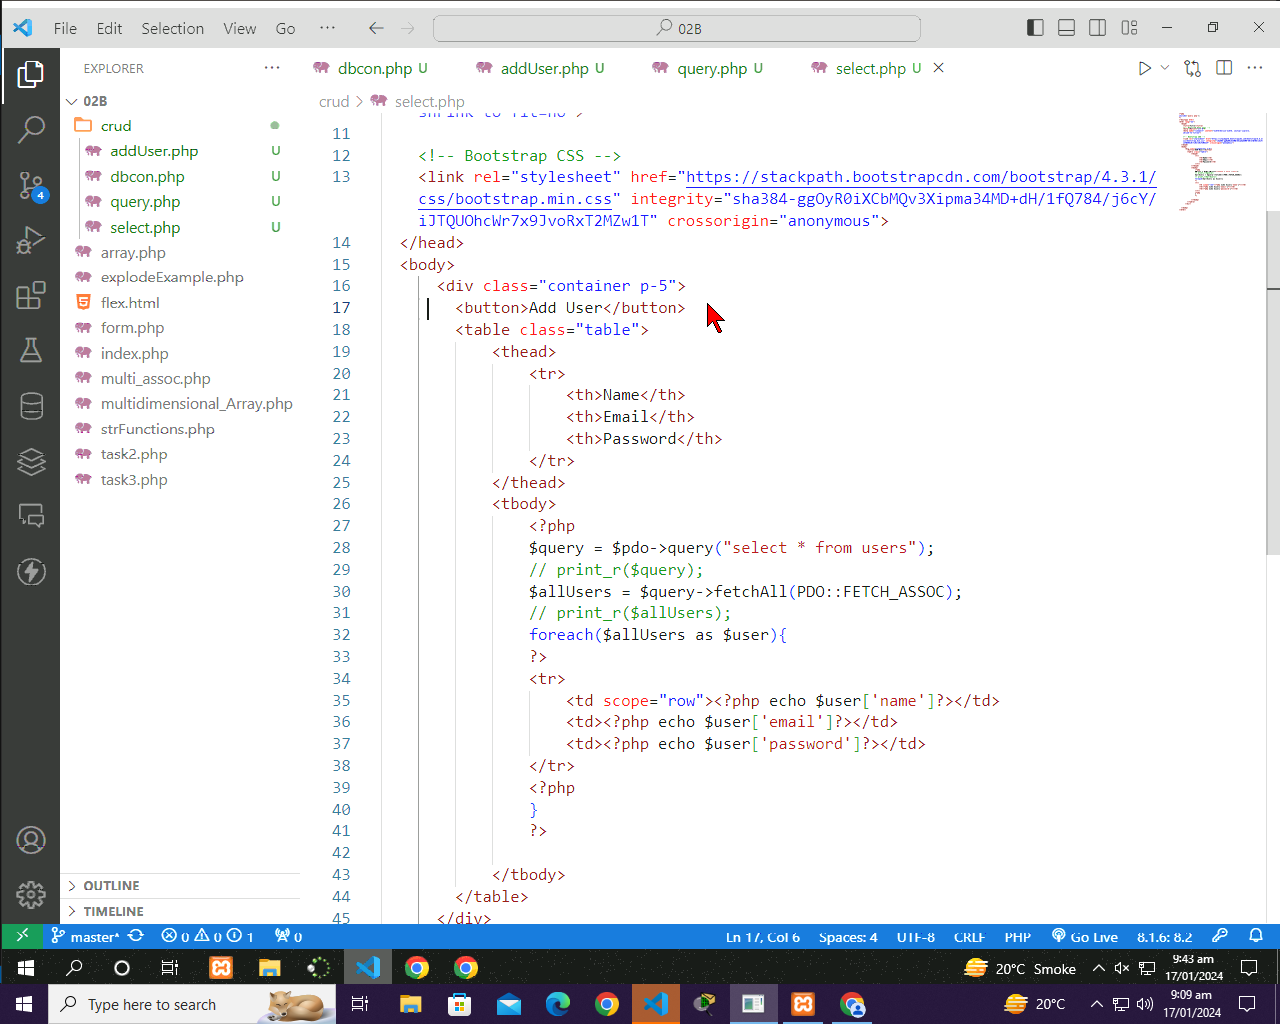 File Edit Selection View Go ··· 02B
EXPLORER ···
dbcon.php U addUser.php U query.php U select.php U
crud > select.php
02B
crud
addUser.php U
dbcon.php U
query.php U
select.php U
array.php
explodeExample.php
flex.html
form.php
index.php
multi_assoc.php
multidimensional_Array.php
strFunctions.php
task2.php
task3.php
OUTLINE
TIMELINE
4
shrink-to-fit=no">
11
12 <!-- Bootstrap CSS -->
13 <link rel="stylesheet" href="https://stackpath.bootstrapcdn.com/bootstrap/4.3.1/
css/bootstrap.min.css" integrity="sha384-ggOyR0iXCbMQv3Xipma34MD+dH/1fQ784/j6cY/
iJTQUOhcWr7x9JvoRxT2MZw1T" crossorigin="anonymous">
14 </head>
15 <body>
16 <div class="container p-5">
17 <button>Add User</button>
18 <table class="table">
19 <thead>
20 <tr>
21 <th>Name</th>
22 <th>Email</th>
23 <th>Password</th>
24 </tr>
25 </thead>
26 <tbody>
27 <?php
28 $query = $pdo->query("select * from users");
29 // print_r($query);
30 $allUsers = $query->fetchAll(PDO::FETCH_ASSOC);
31 // print_r($allUsers);
32 foreach($allUsers as $user){
33 ?>
34 <tr>
35 <td scope="row"><?php echo $user['name']?></td>
36 <td><?php echo $user['email']?></td>
37 <td><?php echo $user['password']?></td>
38 </tr>
39 <?php
40 }
41 ?>
42
43 </tbody>
44 </table>
45 </div>
master* 0 0 1 0 Ln 17, Col 6 Spaces: 4 UTF-8 CRLF PHP Go Live 8.1.6: 8.2
20°C Smoke 9:43 am
17/01/2024
Type here to search 20°C 9:09 am
17/01/2024